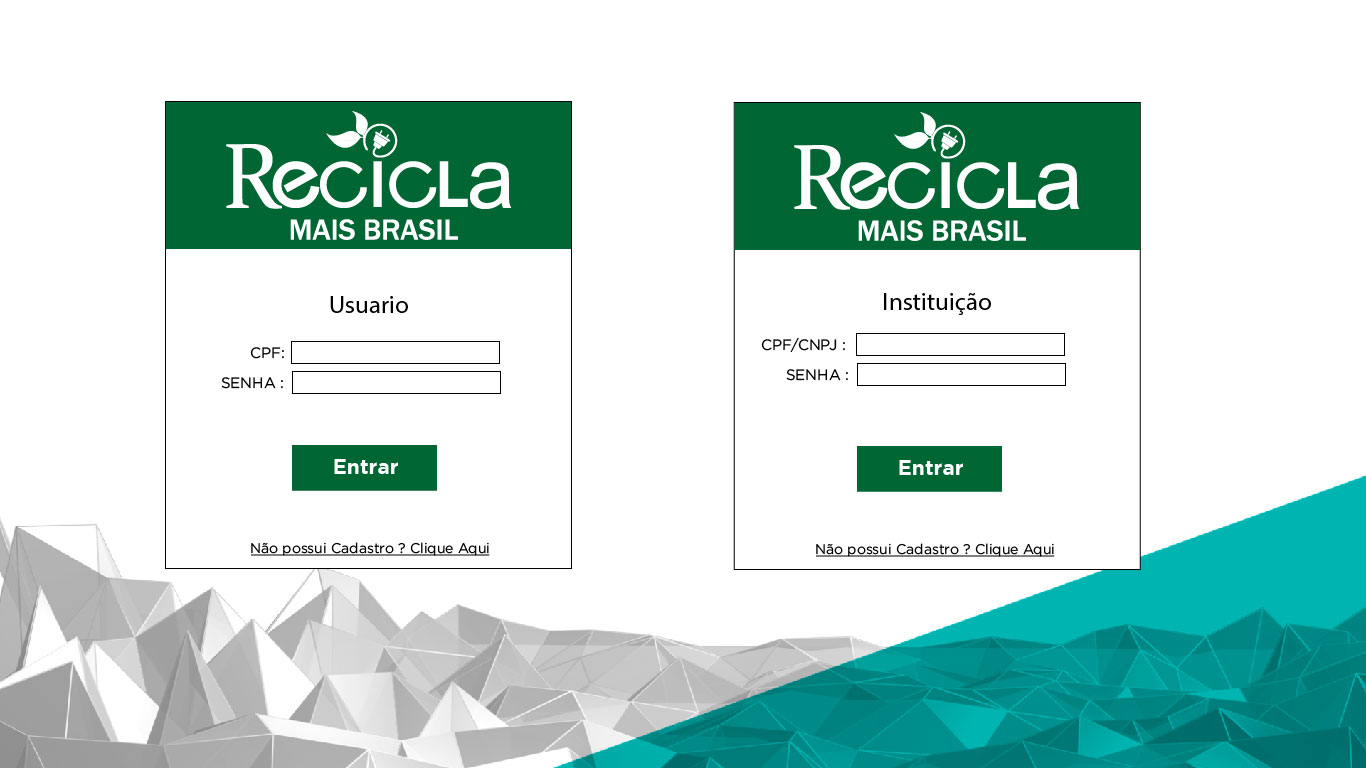 Recicla
MAIS BRASIL
Usuario
CPF:
SENHA :
Entrar
Não possui Cadastro ? Clique Aqui
Recicla
MAIS BRASIL
Instituição
CPF/CNPJ :
SENHA :
Entrar
Não possui Cadastro ? Clique Aqui